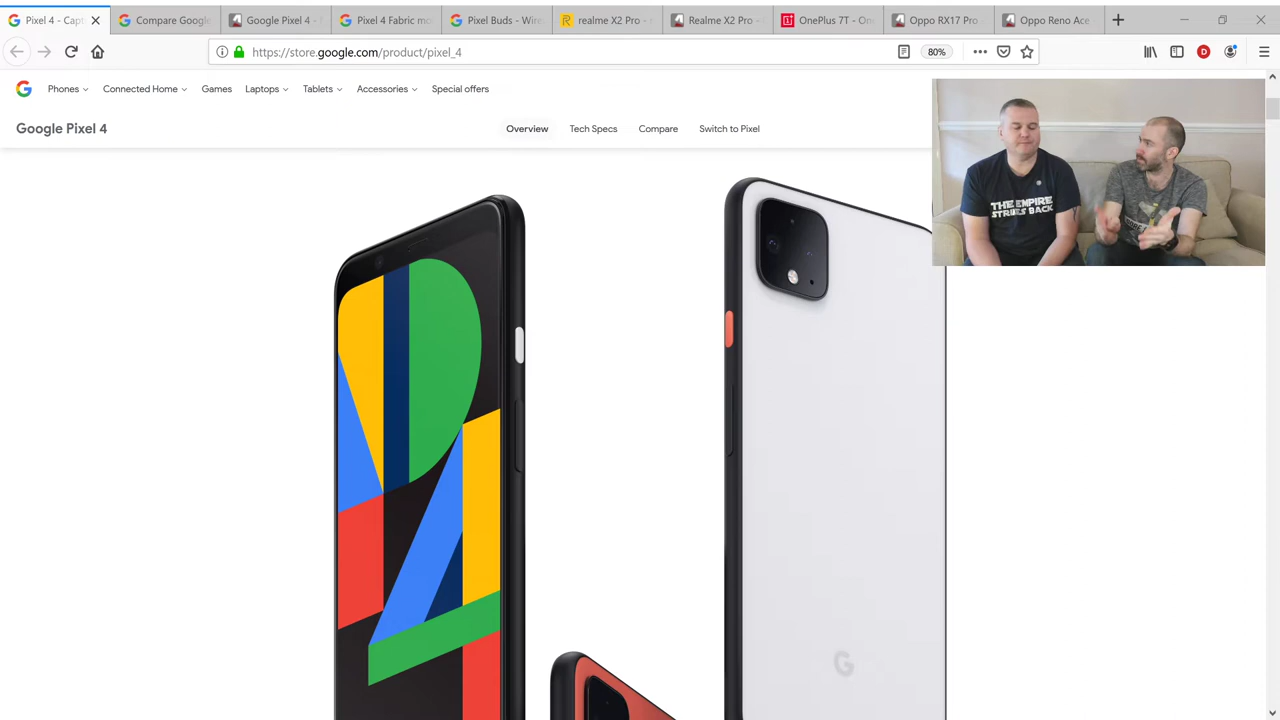 Pixel 4 - Capt
Compare Google
Google Pixel 4 -
Pixel 4 Fabric
Pixel Buds - Wire
realme X2 Pro -
Realme X2 Pro -
OnePlus 7T - On
Oppo RX17 Pro
Oppo Reno Ace
https://store.google.com/product/pixel_4
80%
Phones
Connected Home
Games
Laptops
Tablets
Accessories
Special offers
Google Pixel 4
Overview
Tech Specs
Compare
Switch to Pixel
THE EMPIRE
STRIKES BACK
G